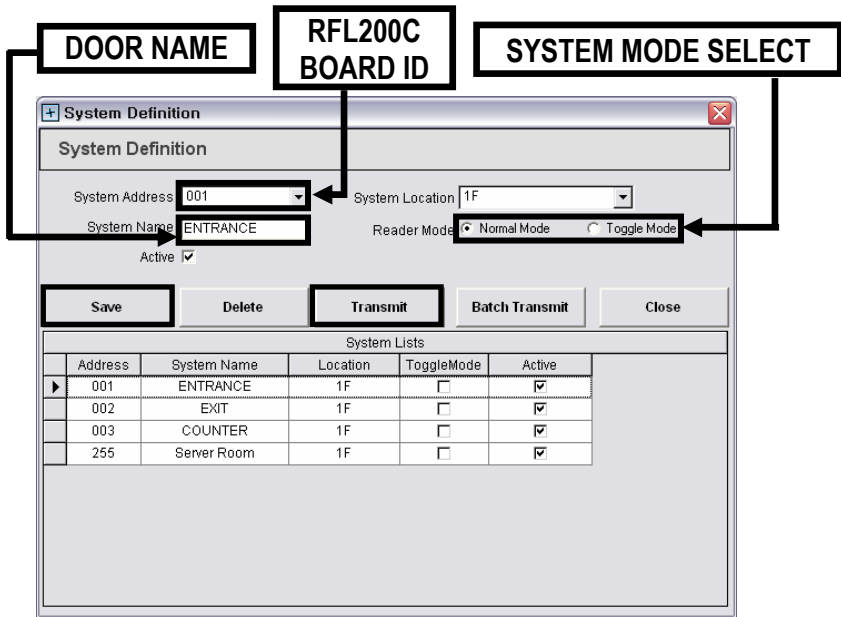 DOOR NAME
RFL200C
BOARD ID
SYSTEM MODE SELECT
System Definition
System Definition
System Address 001 System Location 1F
System Name ENTRANCE Reader Mode Normal Mode Toggle Mode
Active
Save Delete Transmit Batch Transmit Close
System Lists
Address System Name Location ToggleMode Active
001 ENTRANCE 1F
002 EXIT 1F
003 COUNTER 1F
255 Server Room 1F